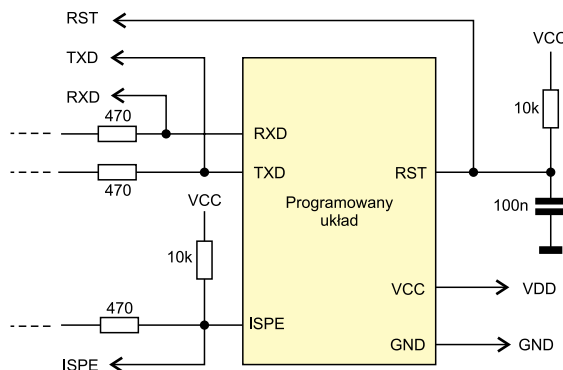 RST
TXD
RXD
470
470
RXD
TXD
VCC
10k
470
ISPE
ISPE
Programowany
układ
RST
VCC
GND
VCC
10k
100n
VDD
GND